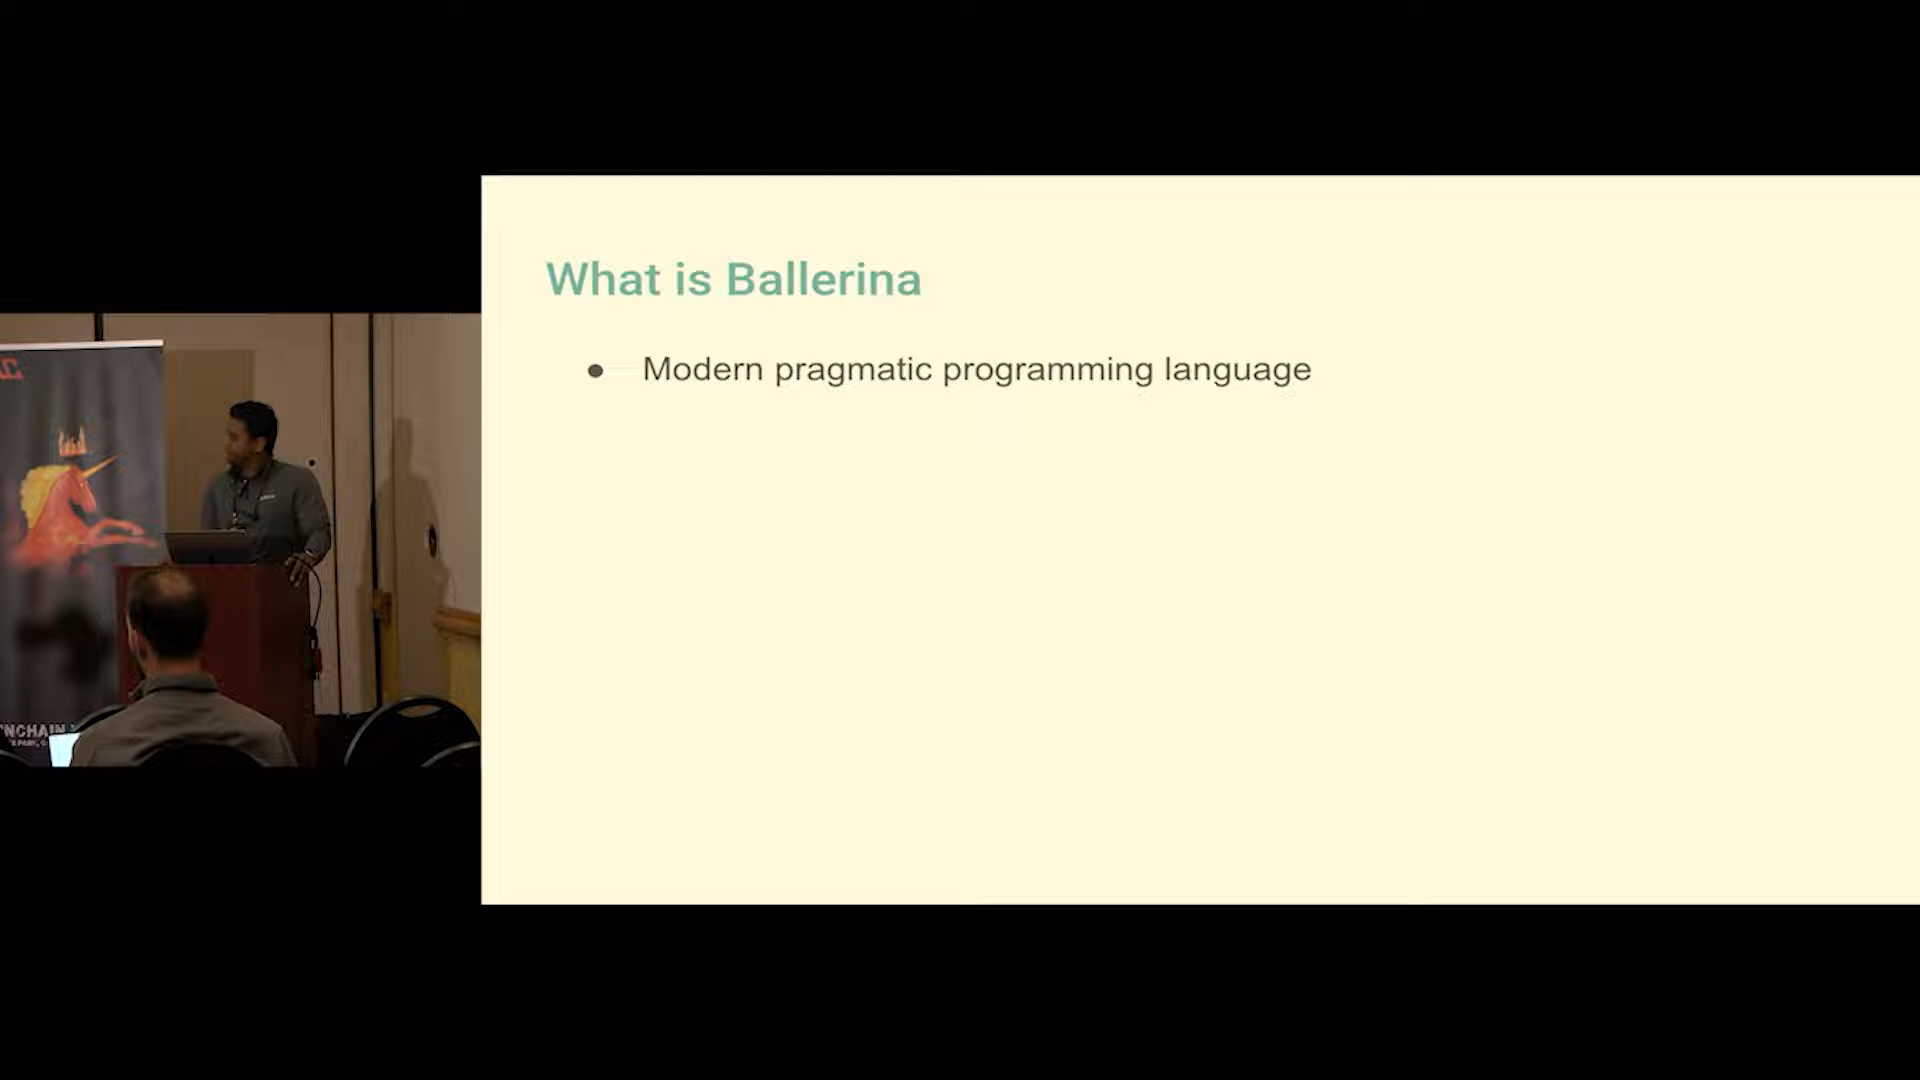 What is Ballerina
● Modern pragmatic programming language